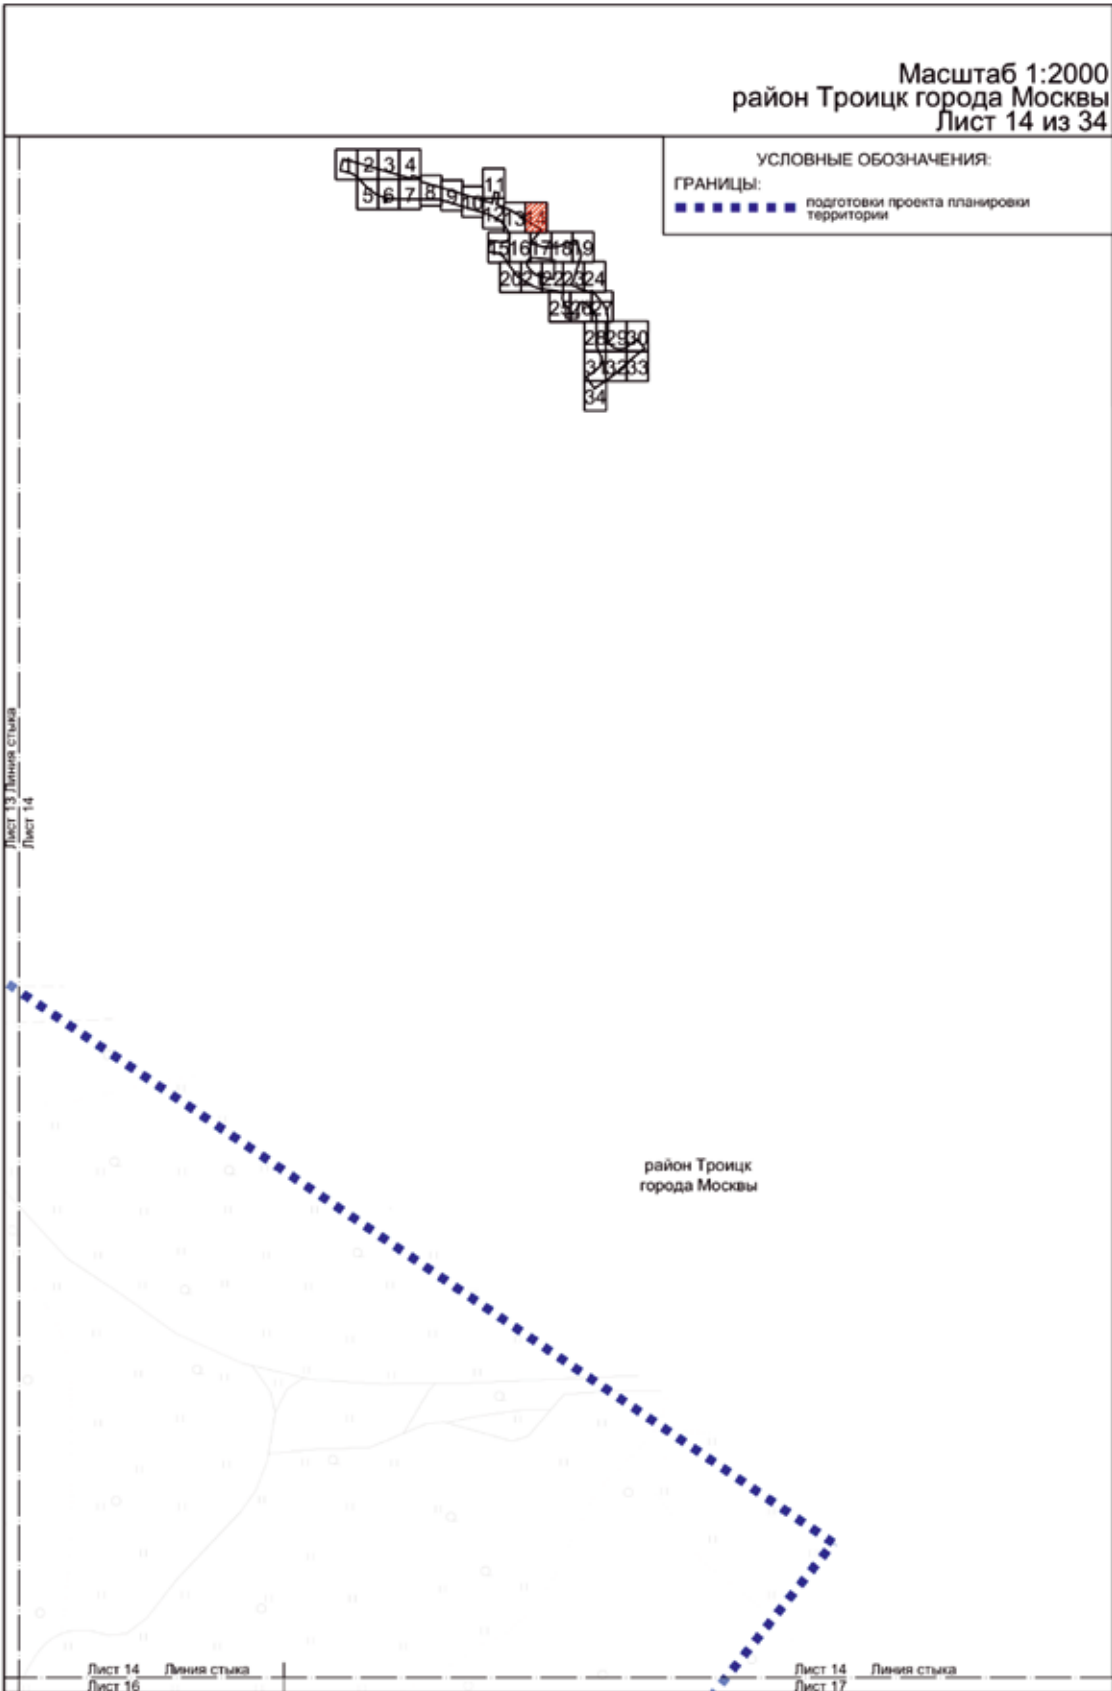 Масштаб 1:2000
район Троицк города Москвы
Лист 14 из 34
УСЛОВНЫЕ ОБОЗНАЧЕНИЯ:
ГРАНИЦЫ:
подготовки проекта планировки
территории
1 2 3 4
5 6 7 8 9 10 11
12 13 14
15 16 17 18 19
20 21 22 23 24
25 26 27
28 29 30
31 32 33
34
Лист 13 Линия стыка
Лист 14
район Троицк
города Москвы
Лист 14 Линия стыка
Лист 16
Лист 14 Линия стыка
Лист 17